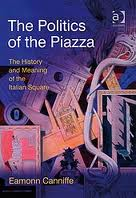 The Politics of
the Piazza
The History
and Meaning of the
Italian Square
Eamonn Canniffe